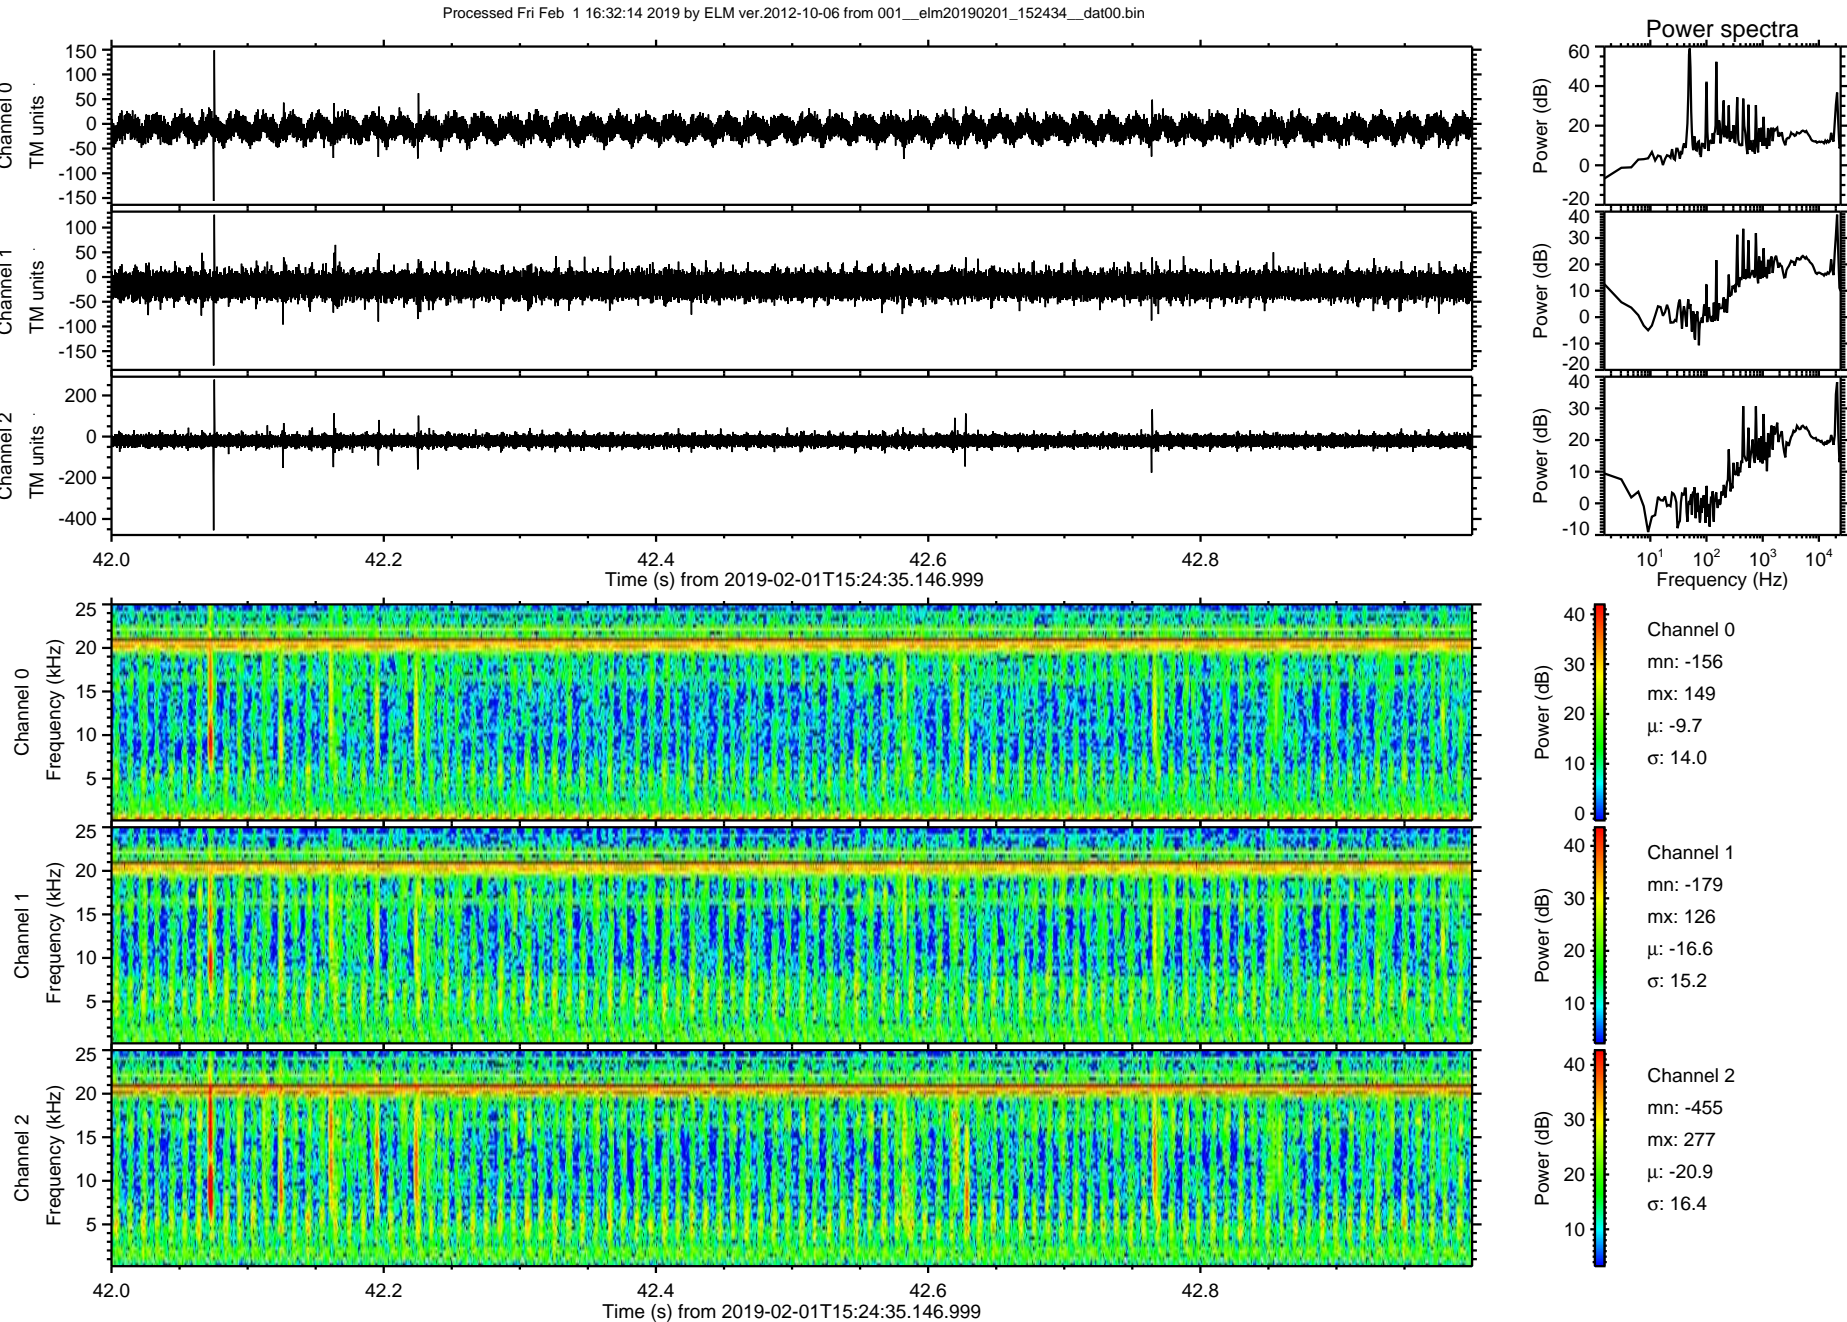 Processed Fri Feb  1 16:32:14 2019 by ELM ver.2012-10-06 from 001__elm20190201_152434__dat00.bin
Power spectra
Channel 0
TM units
150
100
50
0
-50
-100
-150
Power (dB)
60
40
20
0
-20
Channel 1
TM units
100
50
0
-50
-100
-150
Power (dB)
40
30
20
10
0
-10
-20
Channel 2
TM units
200
0
-200
-400
Power (dB)
40
30
20
10
0
-10
42.0 42.2 42.4 42.6 42.8
Time (s) from 2019-02-01T15:24:35.146.999
10¹ 10² 10³ 10⁴
Frequency (Hz)
Channel 0
Frequency (kHz)
25
20
15
10
5
Power (dB)
40
30
20
10
0
Channel 0
mn: -156
mx: 149
μ: -9.7
σ: 14.0
Channel 1
Frequency (kHz)
25
20
15
10
5
Power (dB)
40
30
20
10
Channel 1
mn: -179
mx: 126
μ: -16.6
σ: 15.2
Channel 2
Frequency (kHz)
25
20
15
10
5
Power (dB)
40
30
20
10
Channel 2
mn: -455
mx: 277
μ: -20.9
σ: 16.4
42.0 42.2 42.4 42.6 42.8
Time (s) from 2019-02-01T15:24:35.146.999